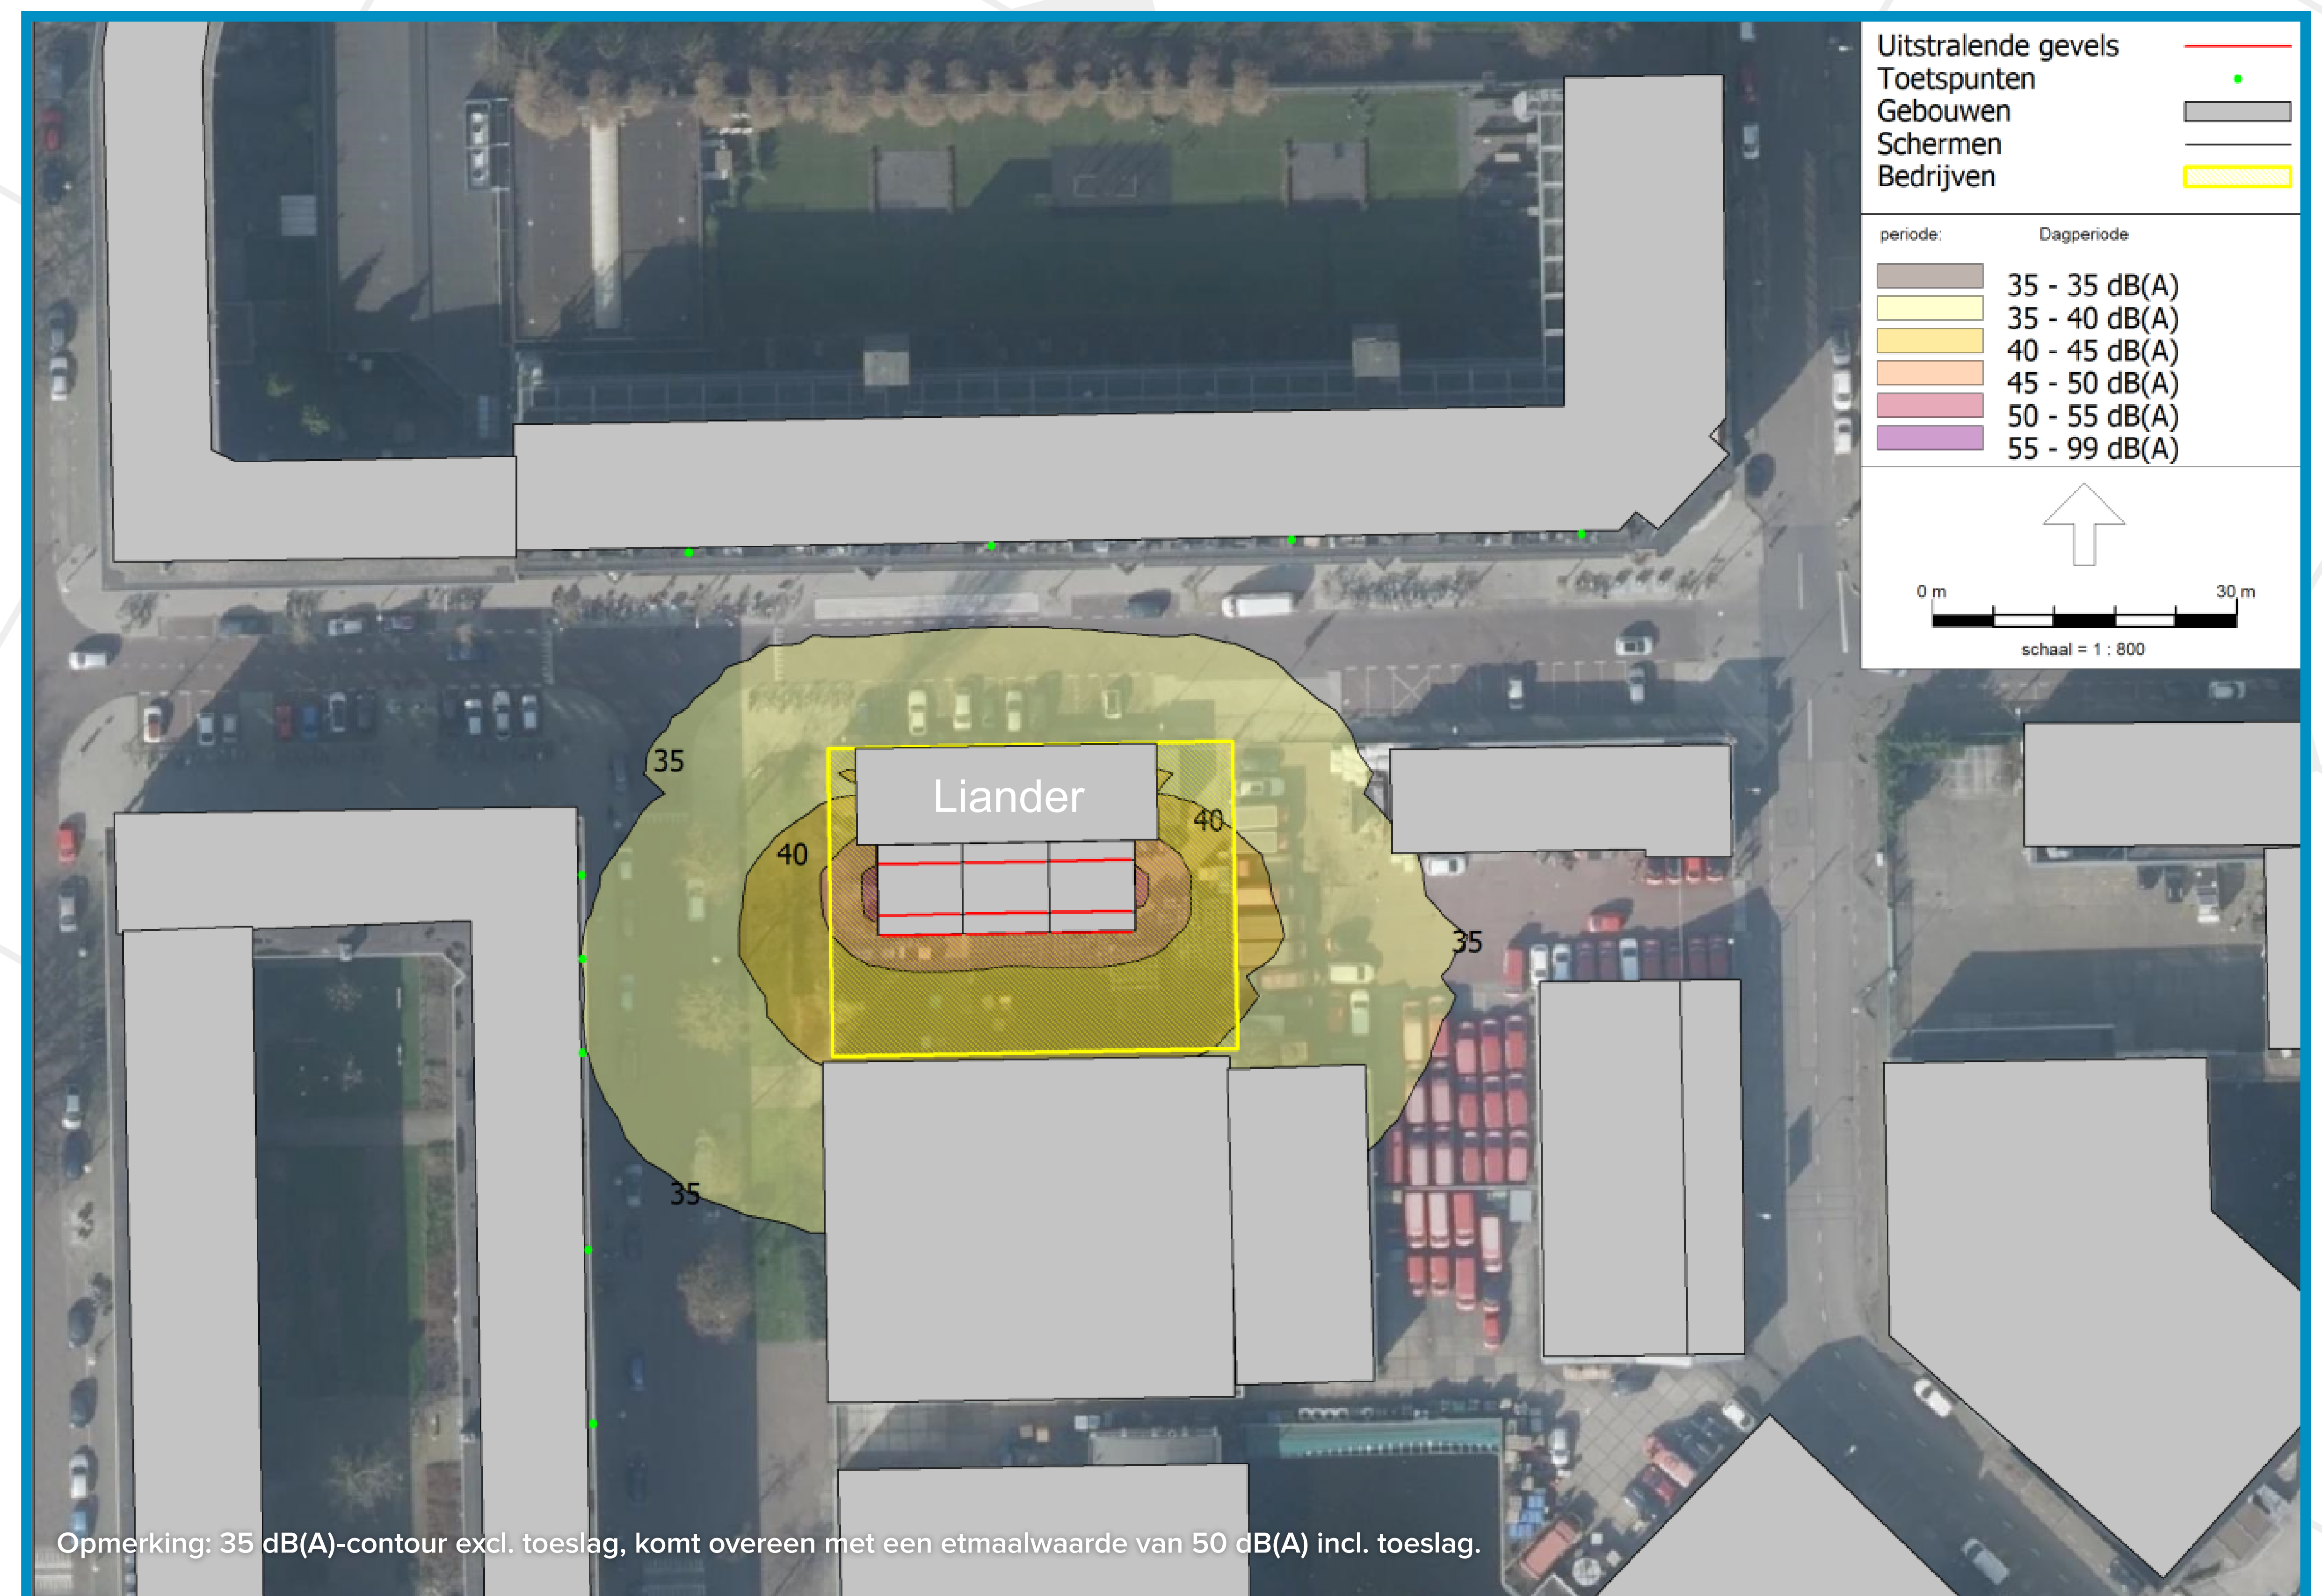 Uitstralende gevels
Toetspunten
Gebouwen
Schermen
Bedrijven
periode: Dagperiode
35 - 35 dB(A)
35 - 40 dB(A)
40 - 45 dB(A)
45 - 50 dB(A)
50 - 55 dB(A)
55 - 99 dB(A)
0 m 30 m
schaal = 1 : 800
35
Liander
40
40
35
35
Opmerking: 35 dB(A)-contour excl. toeslag, komt overeen met een etmaalwaarde van 50 dB(A) incl. toeslag.